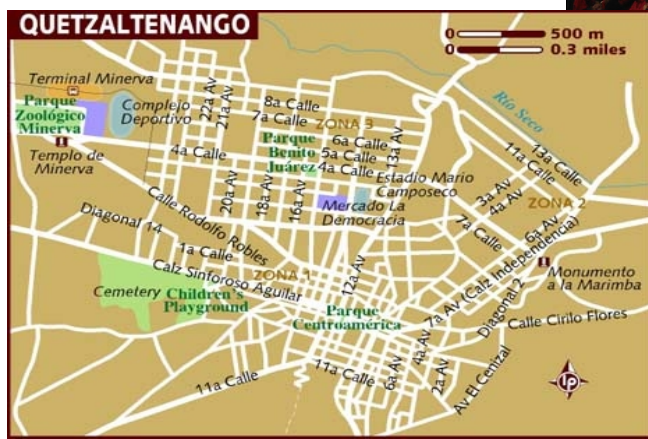 QUETZALTENANGO
0 500 m
0 0.3 miles
Terminal Minerva
Parque
Zoológico
Minerva
Complejo
Deportivo
Templo de
Minerva
22a Av
21a Av
8a Calle
7a Calle
ZONA 3
Parque
Benito
Juárez
6a Calle
5a Calle
4a Calle
13a Av
4a Calle
Río Seco
13a Calle
11a Calle
Estadio Mario
Camposeco
Mercado La
Democracia
3a Av
4a Av
ZONA 2
7a Calle
6a Av
20a Av
18a Av
16a Av
Calle Rodolfo Robles
Diagonal 14
1a Calle
ZONA 1
Calz Sinforoso Aguilar
12a Av
7a Av (Calz Independencia)
Diagonal 2
Monumento
a la Marimba
Cemetery
Children's
Playground
Parque
Centroamérica
Calle Cirilo Flores
4a Av
6a Av
2a Av
Av El Cenizal
11a Calle
11a Calle
lp